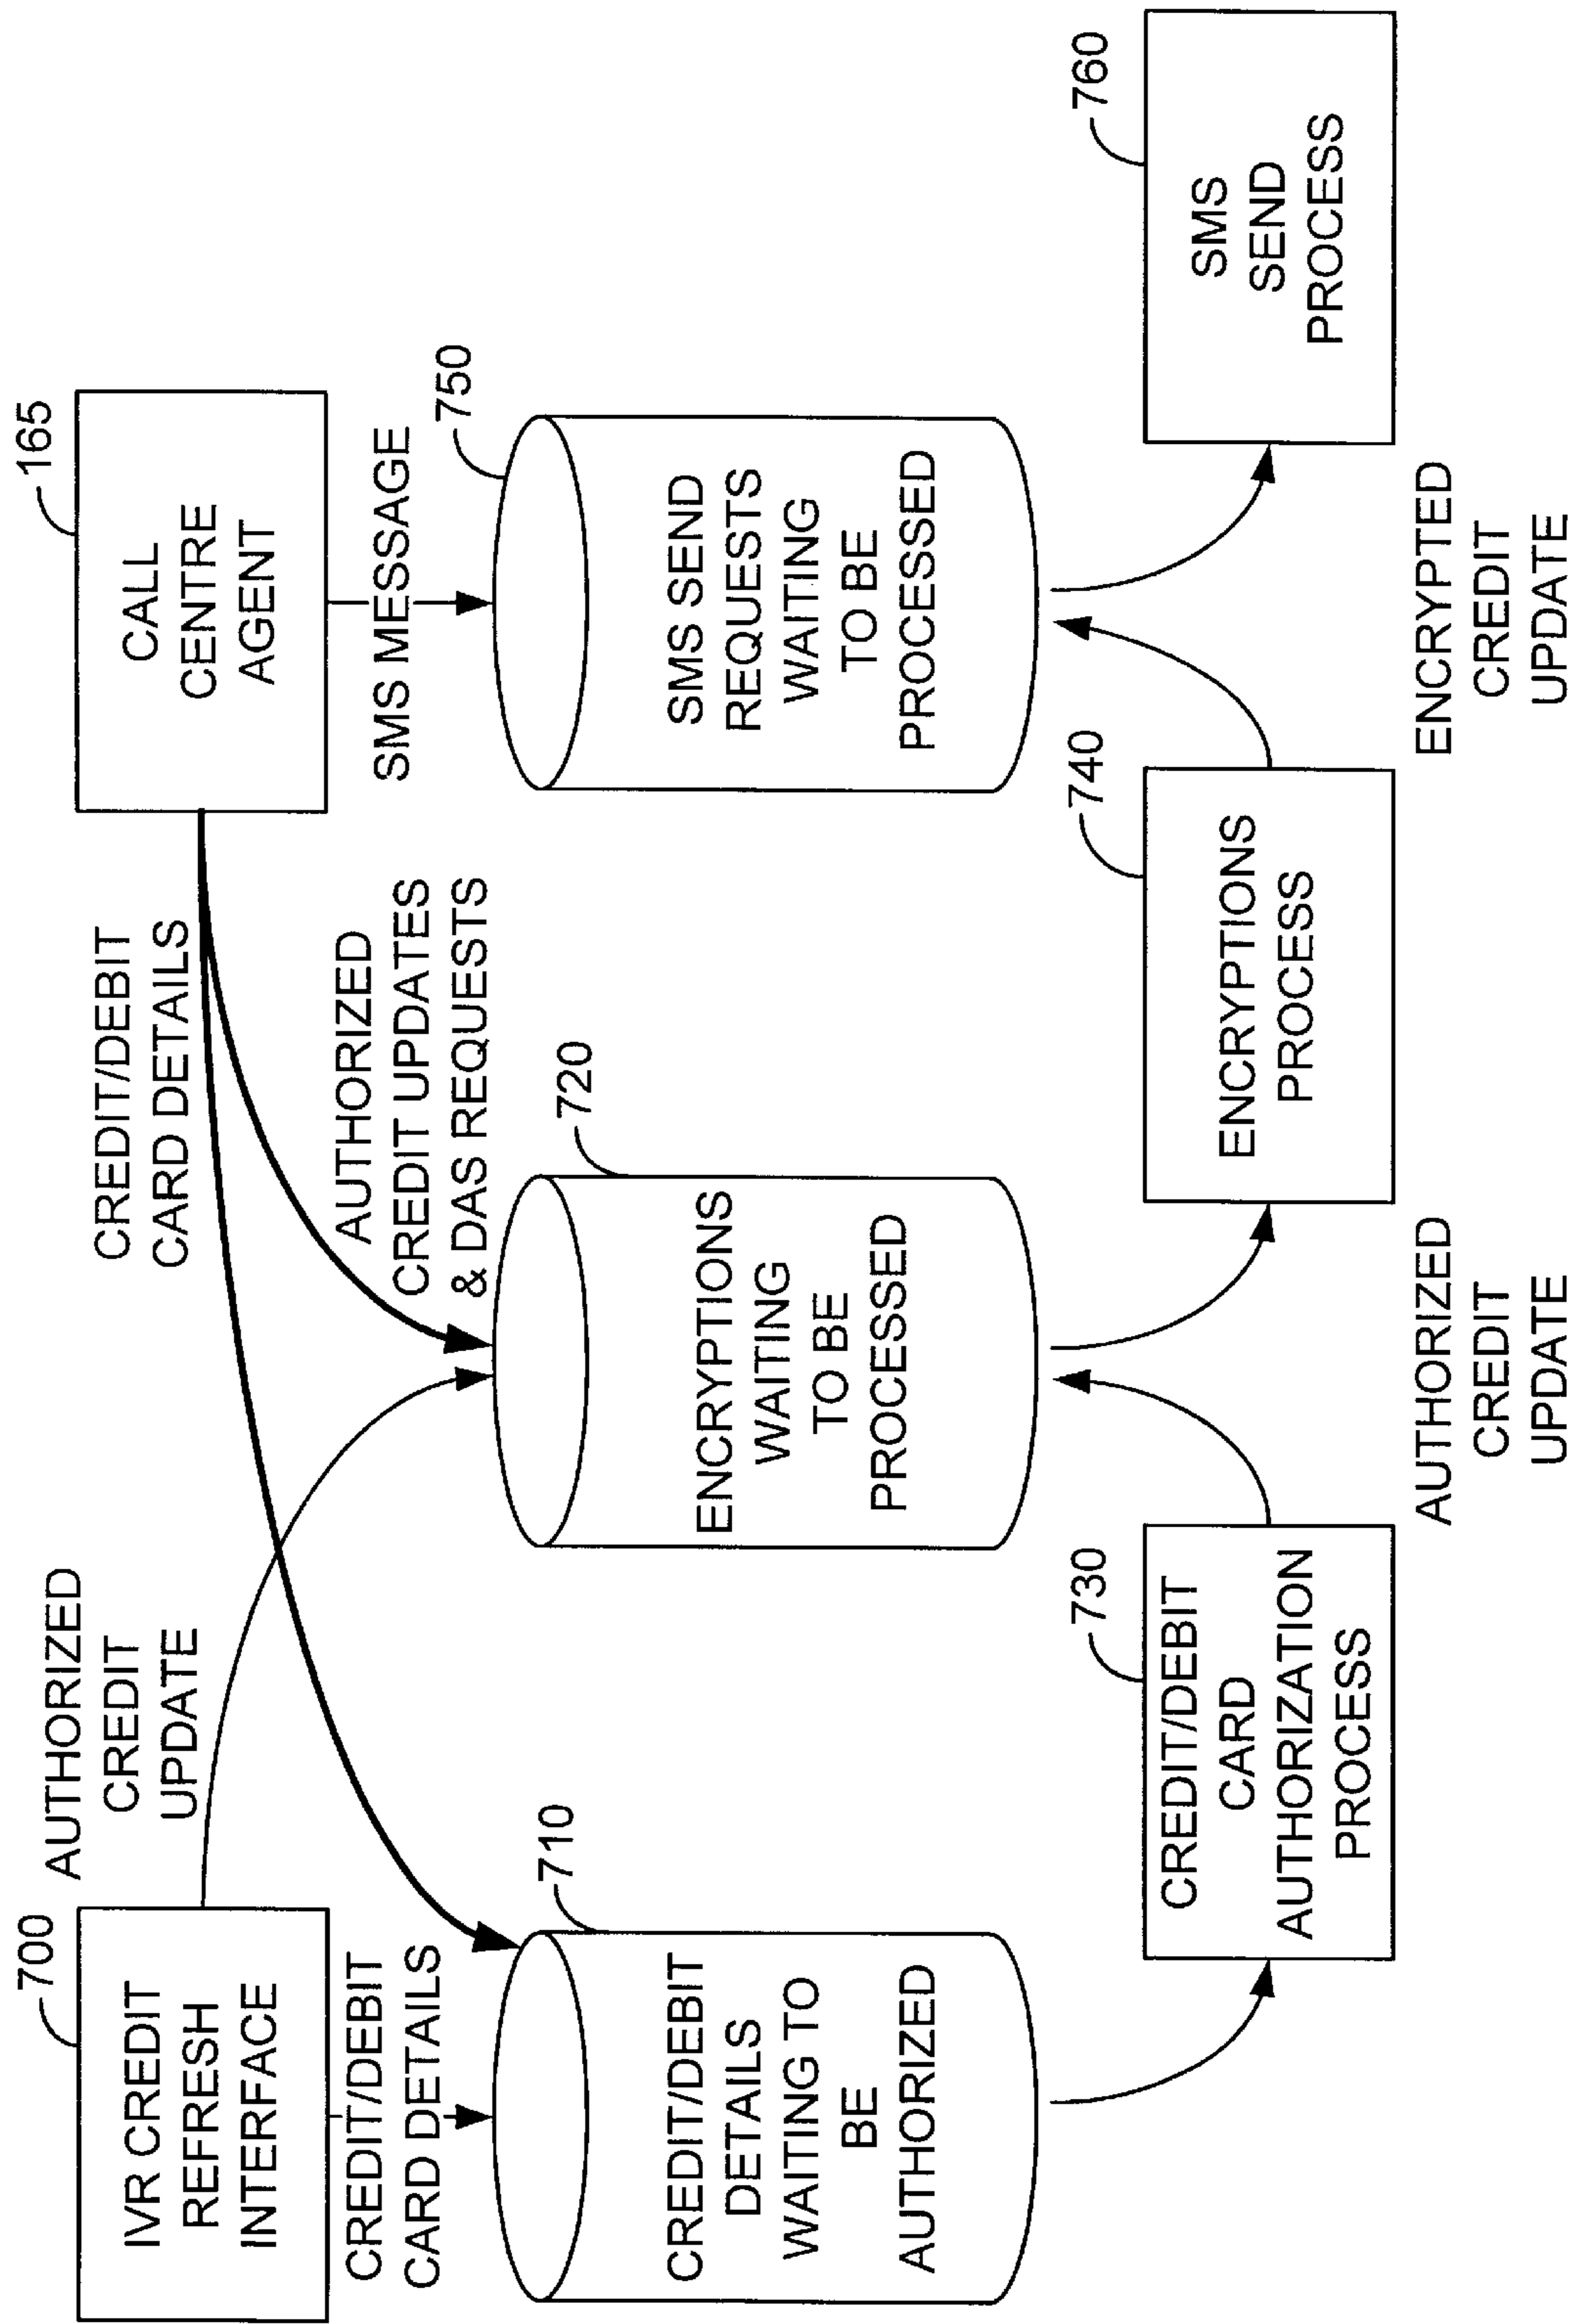 700
IVR CREDIT
REFRESH
INTERFACE
AUTHORIZED
CREDIT
UPDATE
CREDIT/DEBIT
CARD DETAILS
165
CALL
CENTRE
AGENT
CREDIT/DEBIT
CARD DETAILS
AUTHORIZED
CREDIT UPDATES
& DAS REQUESTS
SMS MESSAGE
710
CREDIT/DEBIT
DETAILS
WAITING TO
BE
AUTHORIZED
720
ENCRYPTIONS
WAITING
TO BE
PROCESSED
750
SMS SEND
REQUESTS
WAITING
TO BE
PROCESSED
730
CREDIT/DEBIT
CARD
AUTHORIZATION
PROCESS
AUTHORIZED
CREDIT
UPDATE
740
ENCRYPTIONS
PROCESS
ENCRYPTED
CREDIT
UPDATE
760
SMS
SEND
PROCESS